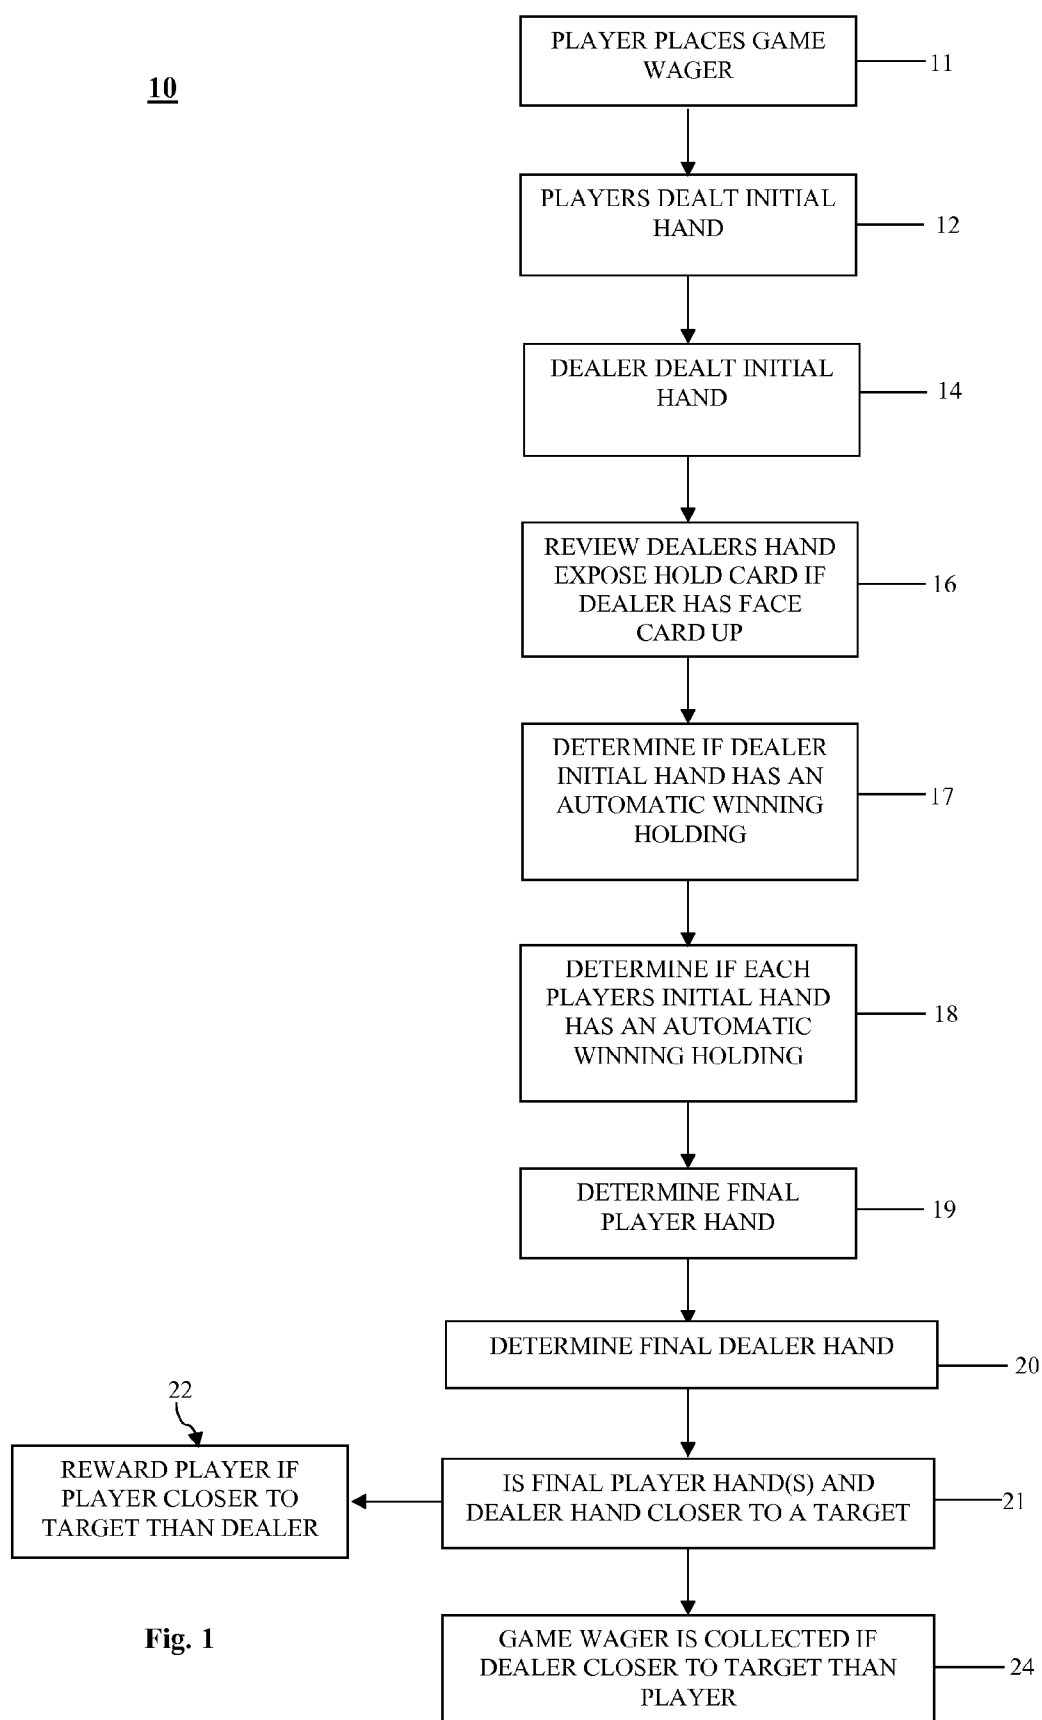 PLAYER PLACES GAME
WAGER
11
10
PLAYERS DEALT INITIAL
HAND
12
DEALER DEALT INITIAL
HAND
14
REVIEW DEALERS HAND
EXPOSE HOLD CARD IF
DEALER HAS FACE
CARD UP
16
DETERMINE IF DEALER
INITIAL HAND HAS AN
AUTOMATIC WINNING
HOLDING
17
DETERMINE IF EACH
PLAYERS INITIAL HAND
HAS AN AUTOMATIC
WINNING HOLDING
18
DETERMINE FINAL
PLAYER HAND
19
DETERMINE FINAL DEALER HAND
20
22
REWARD PLAYER IF
PLAYER CLOSER TO
TARGET THAN DEALER
IS FINAL PLAYER HAND(S) AND
DEALER HAND CLOSER TO A TARGET
21
Fig. 1
GAME WAGER IS COLLECTED IF
DEALER CLOSER TO TARGET THAN
PLAYER
24